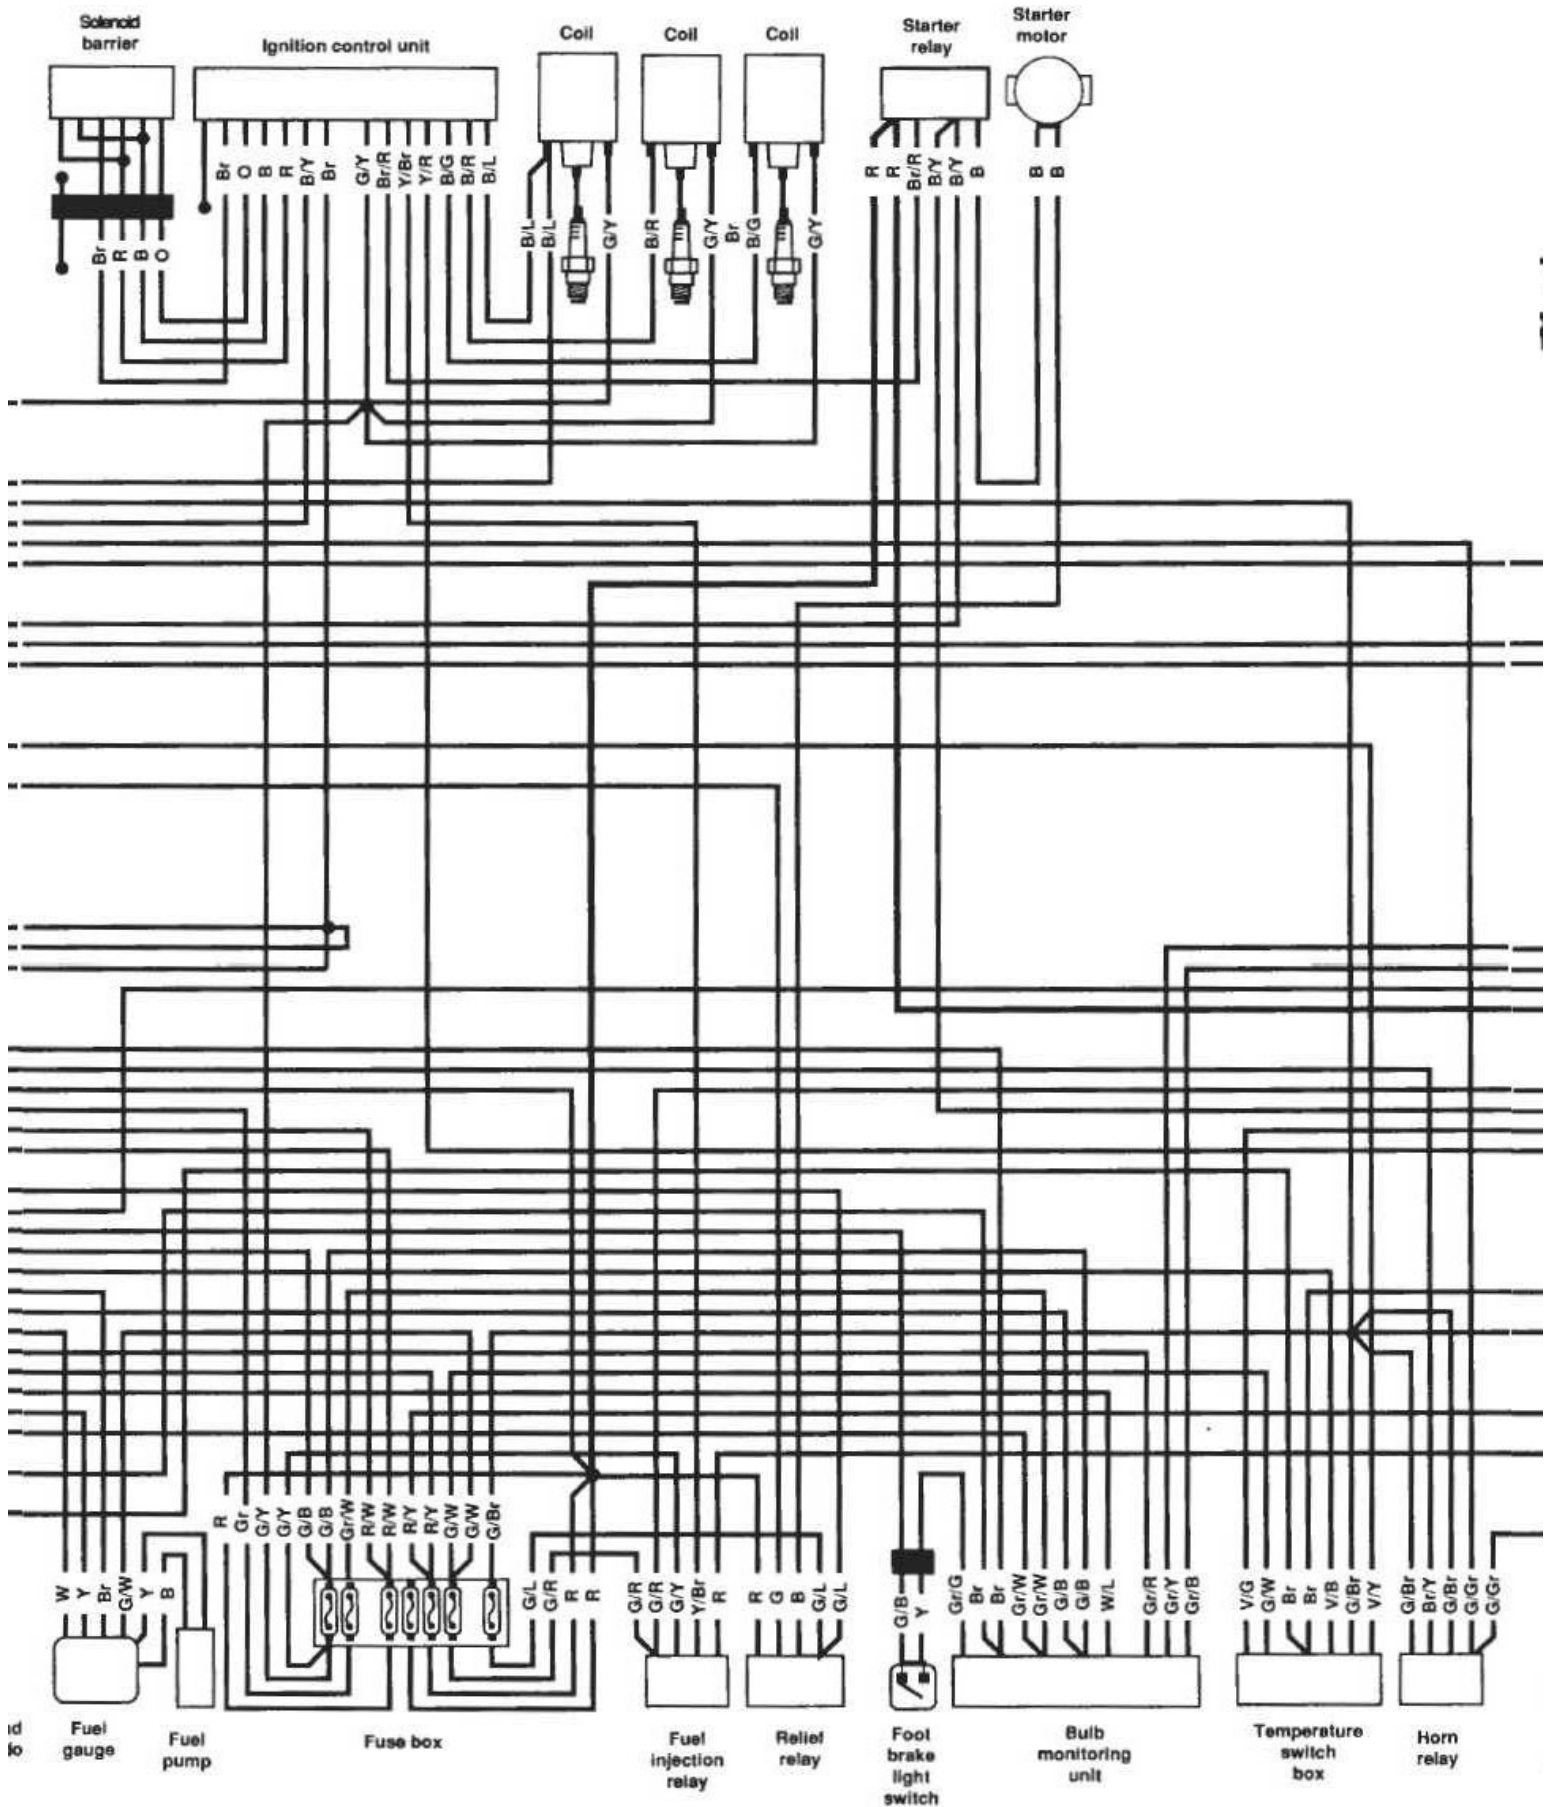 Solenoid
barrier
Ignition control unit
Coil
Coil
Coil
Starter
relay
Starter
motor
Br
O
B
R
B/Y
Br
G/Y
Br/R
Y/Br
Y/R
B/G
B/R
B/L
R
R
Br/R
B/Y
B/Y
B
B
B
Br
R
B
O
B/L
B/L
G/Y
B/R
G/Y
Br
B/G
G/Y
R
Gr
G/Y
G/Y
G/B
G/B
Gr/W
R/W
R/W
R/Y
R/Y
G/W
G/W
G/Br
W
Y
Br
G/W
Y
B
G/L
G/R
R
R
G/R
G/R
G/Y
Y/Br
R
R
G
B
G/L
G/L
G/B
Y
Gr/G
Br
Br
Gr/W
Gr/W
G/B
G/B
W/L
Gr/R
Gr/Y
Gr/B
V/G
G/W
Br
Br
V/B
G/Br
V/Y
G/Br
Br/Y
G/Br
G/Gr
G/Gr
Fuel
gauge
Fuel
pump
Fuse box
Fuel
injection
relay
Relief
relay
Foot
brake
light
switch
Bulb
monitoring
unit
Temperature
switch
box
Horn
relay